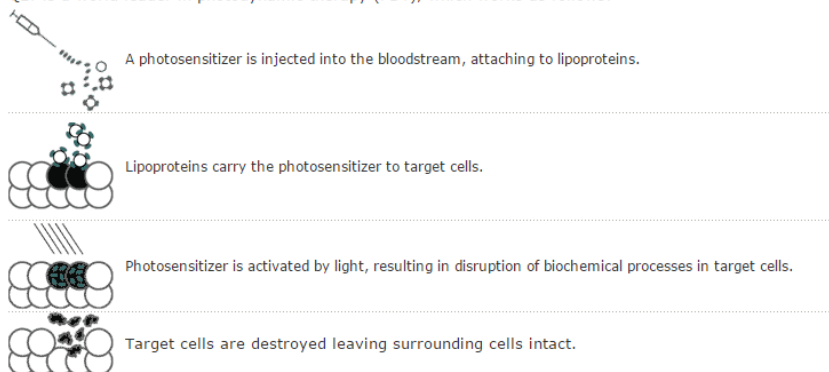 A photosensitizer is injected into the bloodstream, attaching to lipoproteins.
Lipoproteins carry the photosensitizer to target cells.
Photosensitizer is activated by light, resulting in disruption of biochemical processes in target cells.
Target cells are destroyed leaving surrounding cells intact.